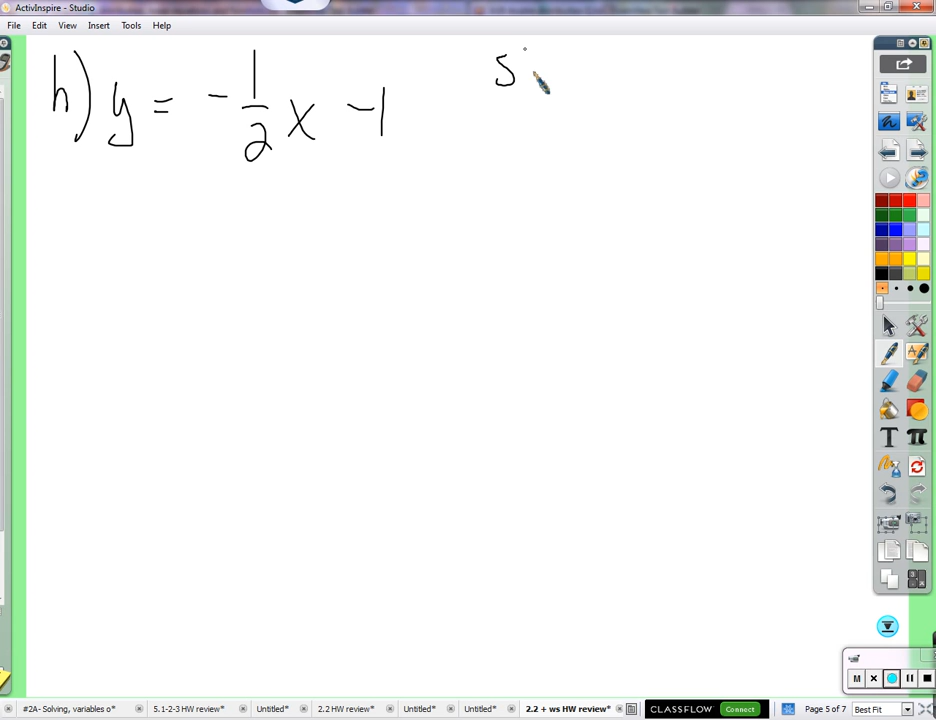 ActivInspire - Studio
File Edit View Insert Tools Help
h) y = -1/2 x -1
S
#2A- Solving, variables o* 5.1-2-3 HW review* Untitled* 2.2 HW review* Untitled* Untitled* 2.2 + ws HW review* CLASSFLOW Connect Page 5 of 7 Best Fit
M